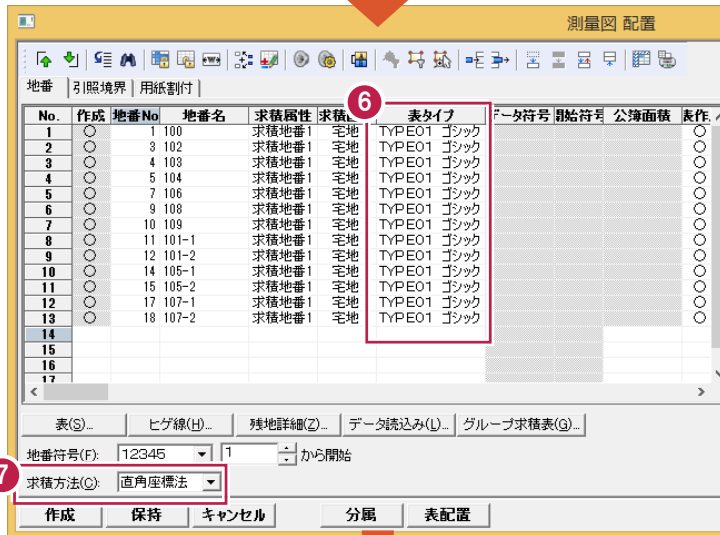 測量図 配置
地番 引照境界 用紙割付
6
No. 作成 地番No 地番名 求積属性 表タイプ データ符号 開始符号 公簿面積 表作
1 ○ 1 100 求積地番1 宅地 TYPE01 ゴシック ○
2 ○ 3 102 求積地番1 宅地 TYPE01 ゴシック ○
3 ○ 4 103 求積地番1 宅地 TYPE01 ゴシック ○
4 ○ 5 104 求積地番1 宅地 TYPE01 ゴシック ○
5 ○ 7 106 求積地番1 宅地 TYPE01 ゴシック ○
6 ○ 9 108 求積地番1 宅地 TYPE01 ゴシック ○
7 ○ 10 109 求積地番1 宅地 TYPE01 ゴシック ○
8 ○ 11 101-1 求積地番1 宅地 TYPE01 ゴシック ○
9 ○ 12 101-2 求積地番1 宅地 TYPE01 ゴシック ○
10 ○ 14 105-1 求積地番1 宅地 TYPE01 ゴシック ○
11 ○ 15 105-2 求積地番1 宅地 TYPE01 ゴシック ○
12 ○ 17 107-1 求積地番1 宅地 TYPE01 ゴシック ○
13 ○ 18 107-2 求積地番1 宅地 TYPE01 ゴシック ○
14
15
16
17
表(S)... ヒゲ線(H)... 残地詳細(Z)... データ読込み(L)... グループ求積表(G)...
地番符号(F): 12345 1 から開始
7
求積方法(C): 直角座標法
作成 保持 キャンセル 分属 表配置